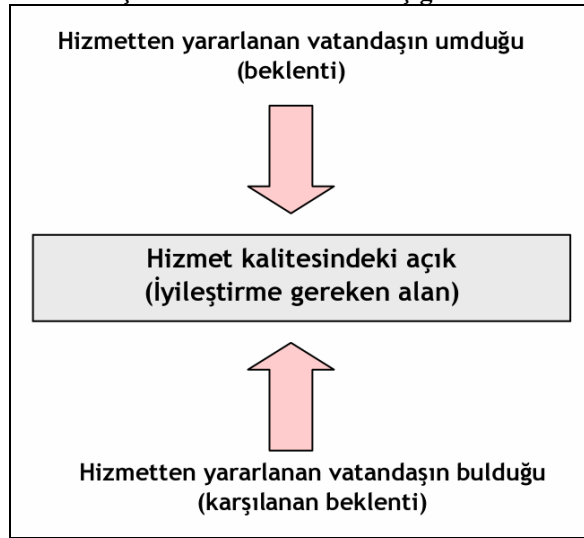 Hizmetten yararlanan vatandaşın umduğu
(beklenti)
Hizmet kalitesindeki açık
(İyileştirme gereken alan)
Hizmetten yararlanan vatandaşın bulduğu
(karşılanan beklenti)